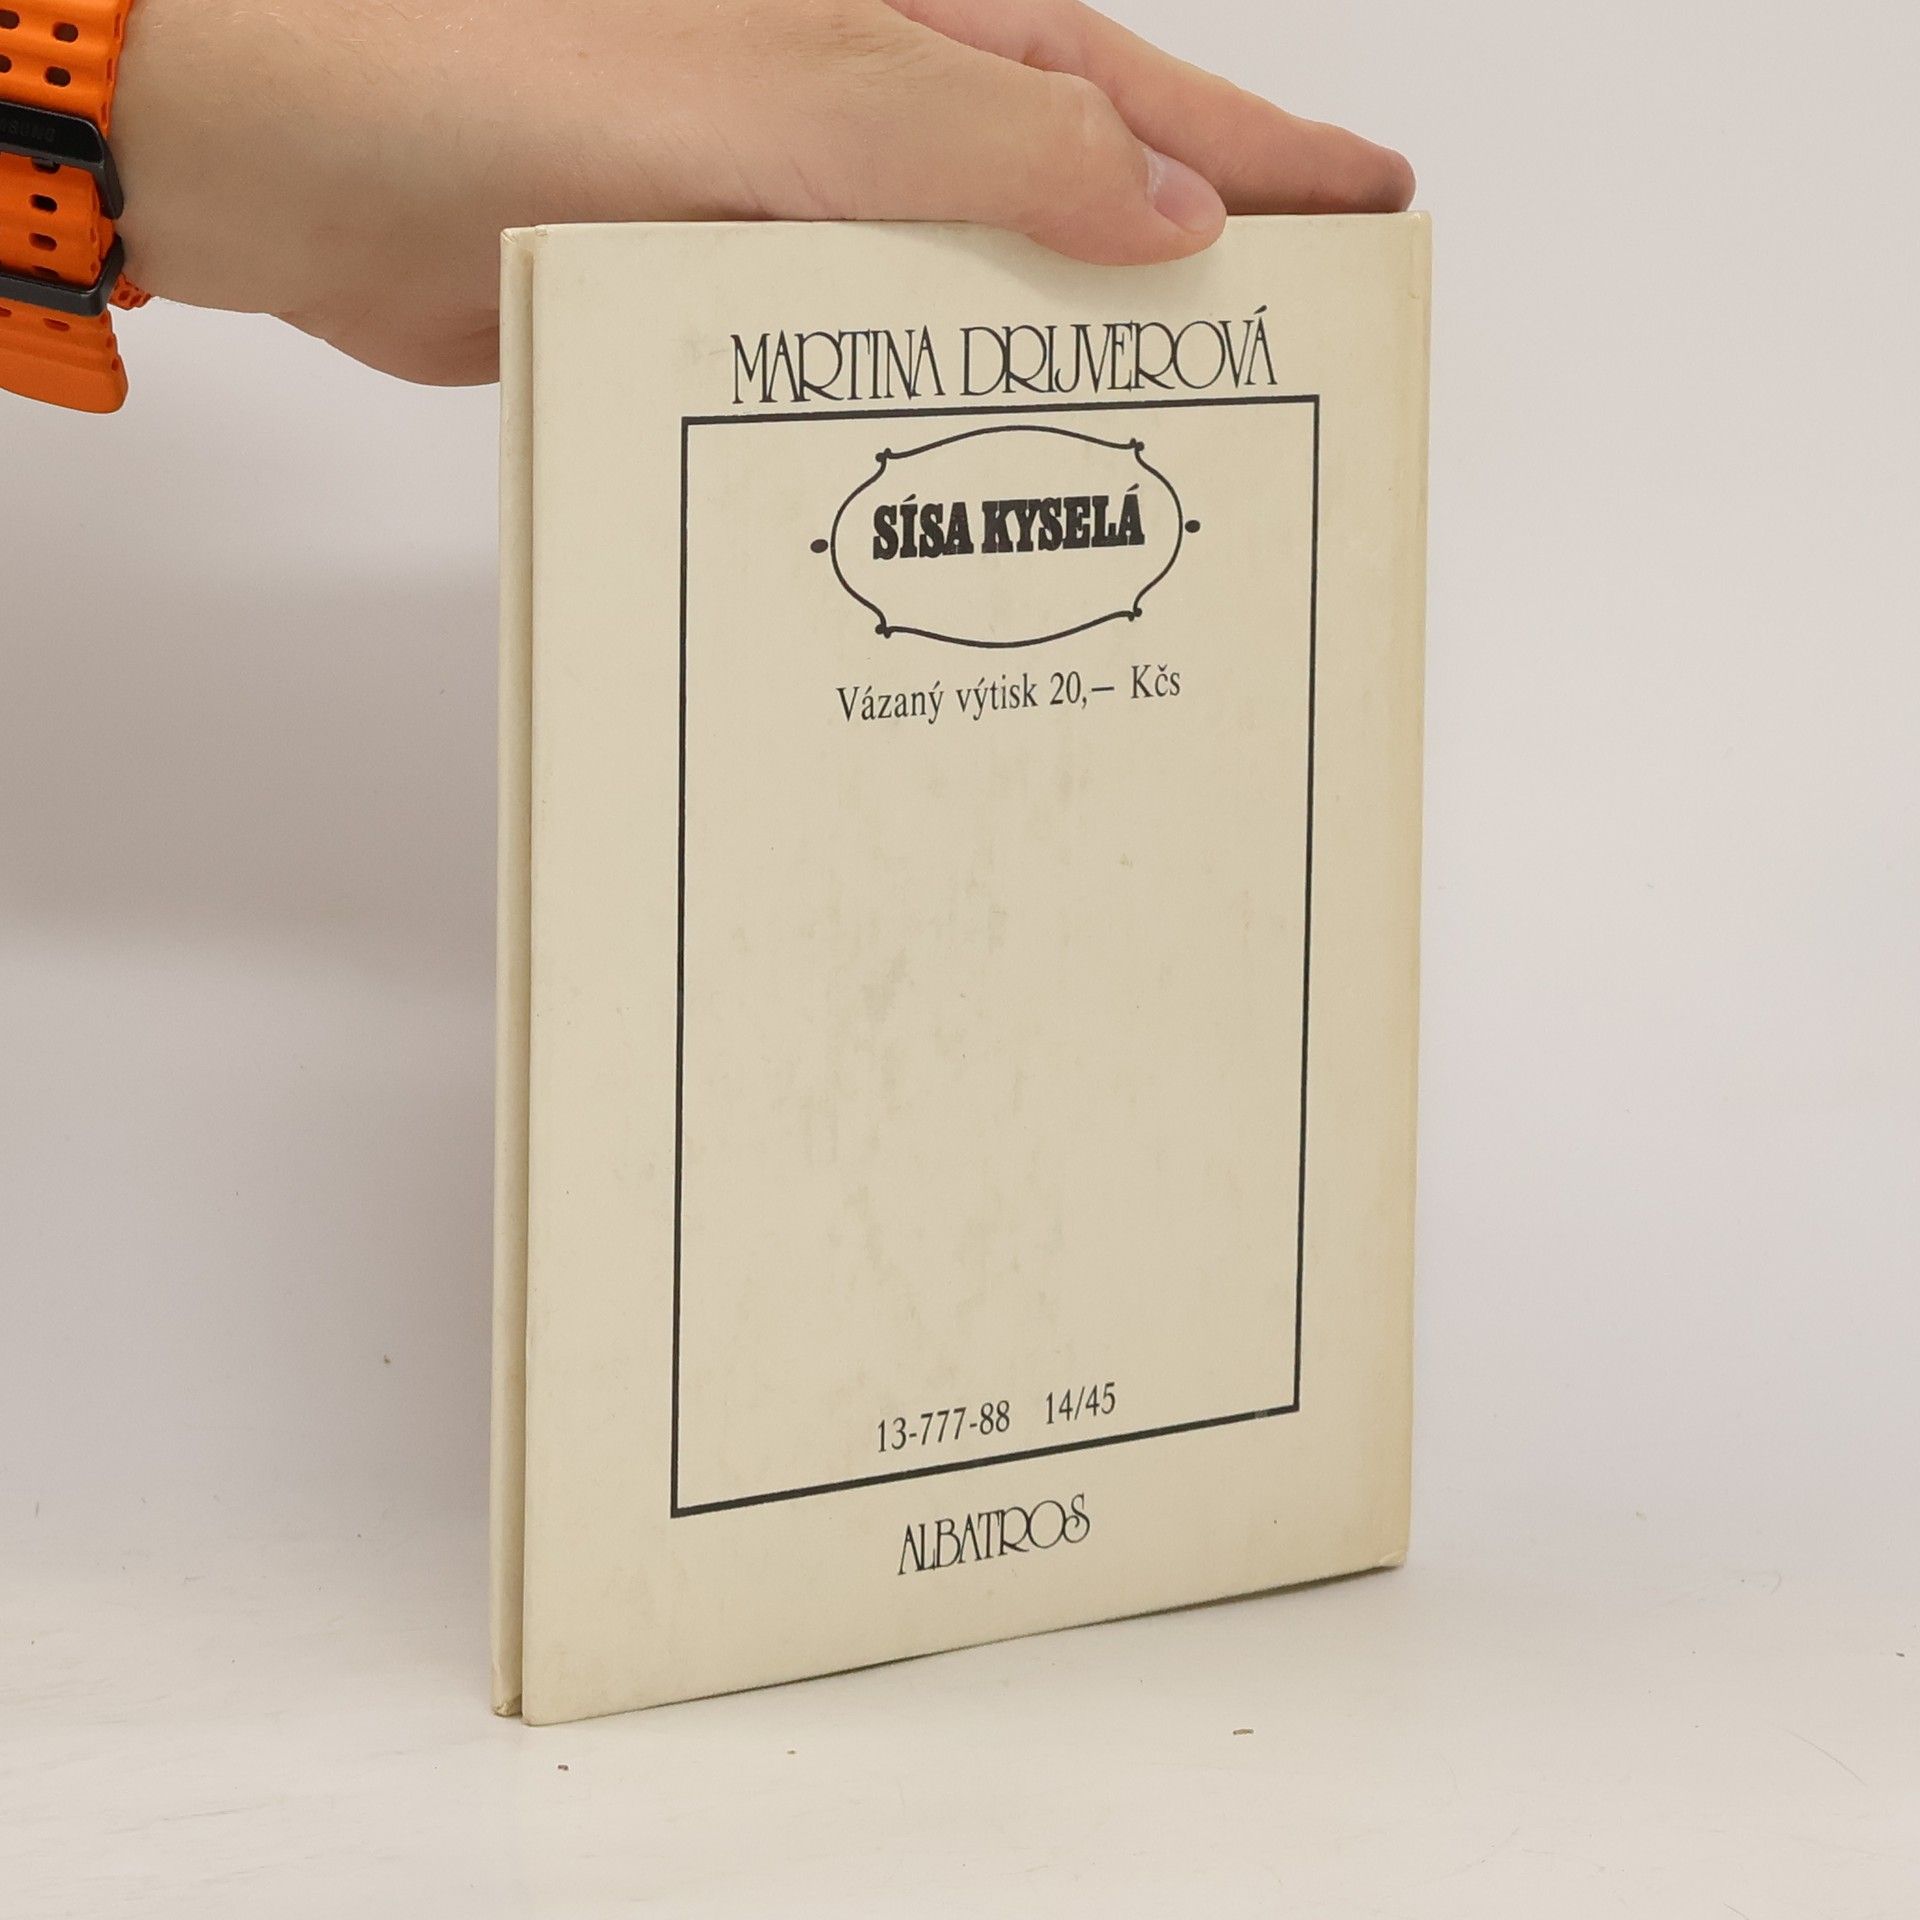 MARTINA DRIJVEROVÁ
SÍSA KYSELÁ
Vázaný výtisk 20,— Kčs
13-777-88 14/45
ALBATROS